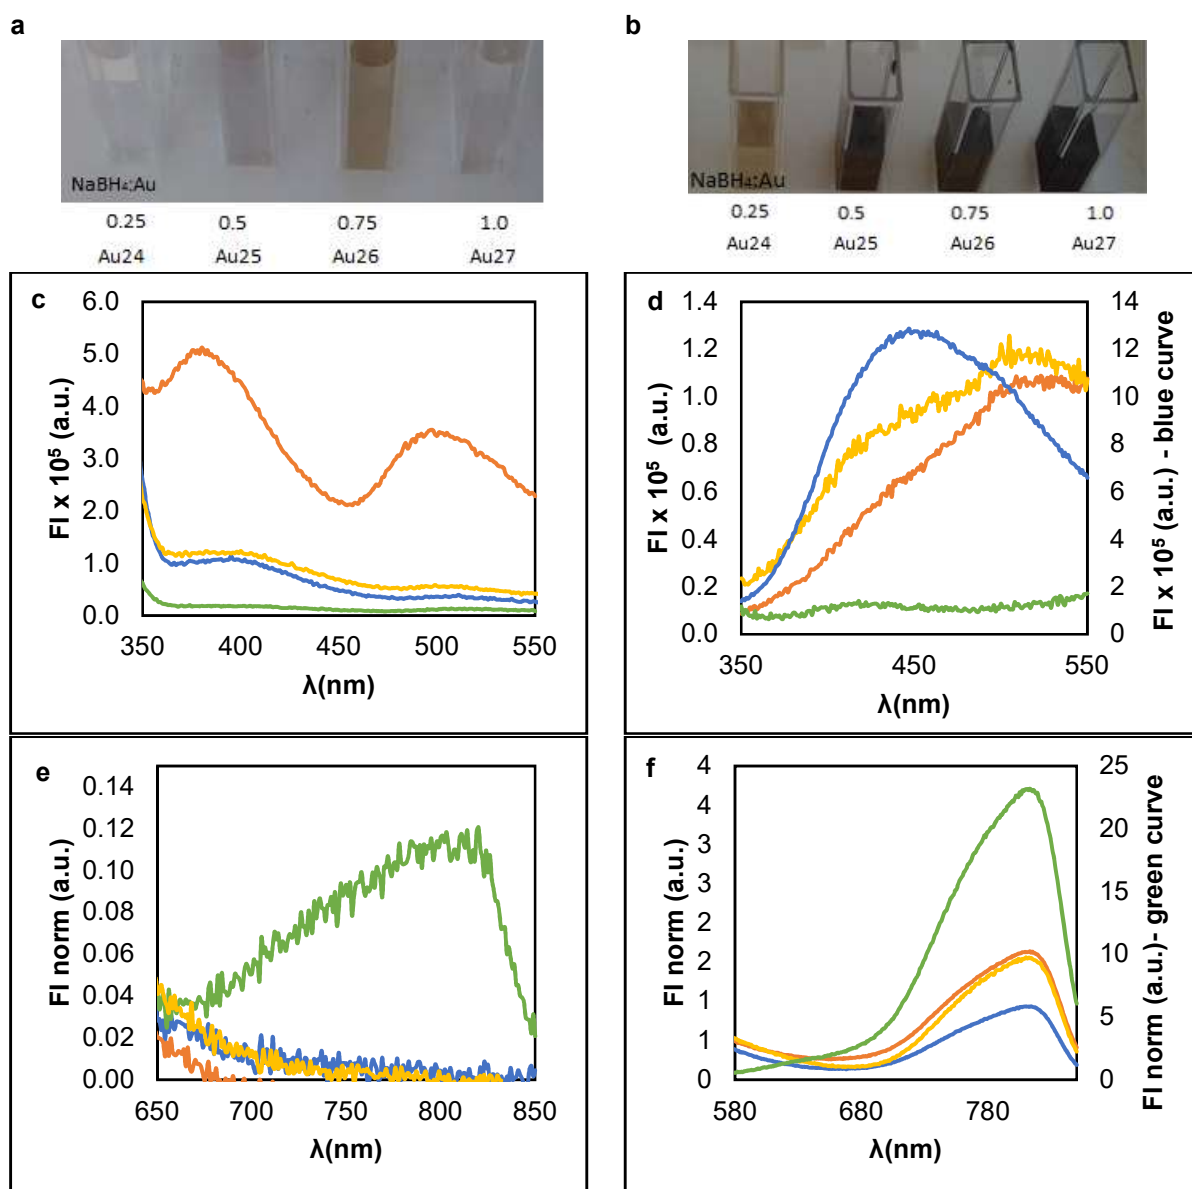 a
NaBH₄:Au
0.25 0.5 0.75 1.0
Au24 Au25 Au26 Au27
b
NaBH₄:Au
0.25 0.5 0.75 1.0
Au24 Au25 Au26 Au27
c
FI x 10⁵ (a.u.)
6.0
5.0
4.0
3.0
2.0
1.0
0.0
350 400 450 500 550
λ(nm)
d
FI x 10⁵ (a.u.)
1.4
1.2
1.0
0.8
0.6
0.4
0.2
0.0
350 450 550
λ(nm)
14
12
10
8
6
4
2
0
FI x 10⁵ (a.u.) - blue curve
e
FI norm (a.u.)
0.14
0.12
0.10
0.08
0.06
0.04
0.02
0.00
650 700 750 800 850
λ(nm)
f
FI norm (a.u.)
4
4
3
3
2
2
1
1
0
580 680 780
λ(nm)
25
20
15
10
5
0
FI norm (a.u.)- green curve